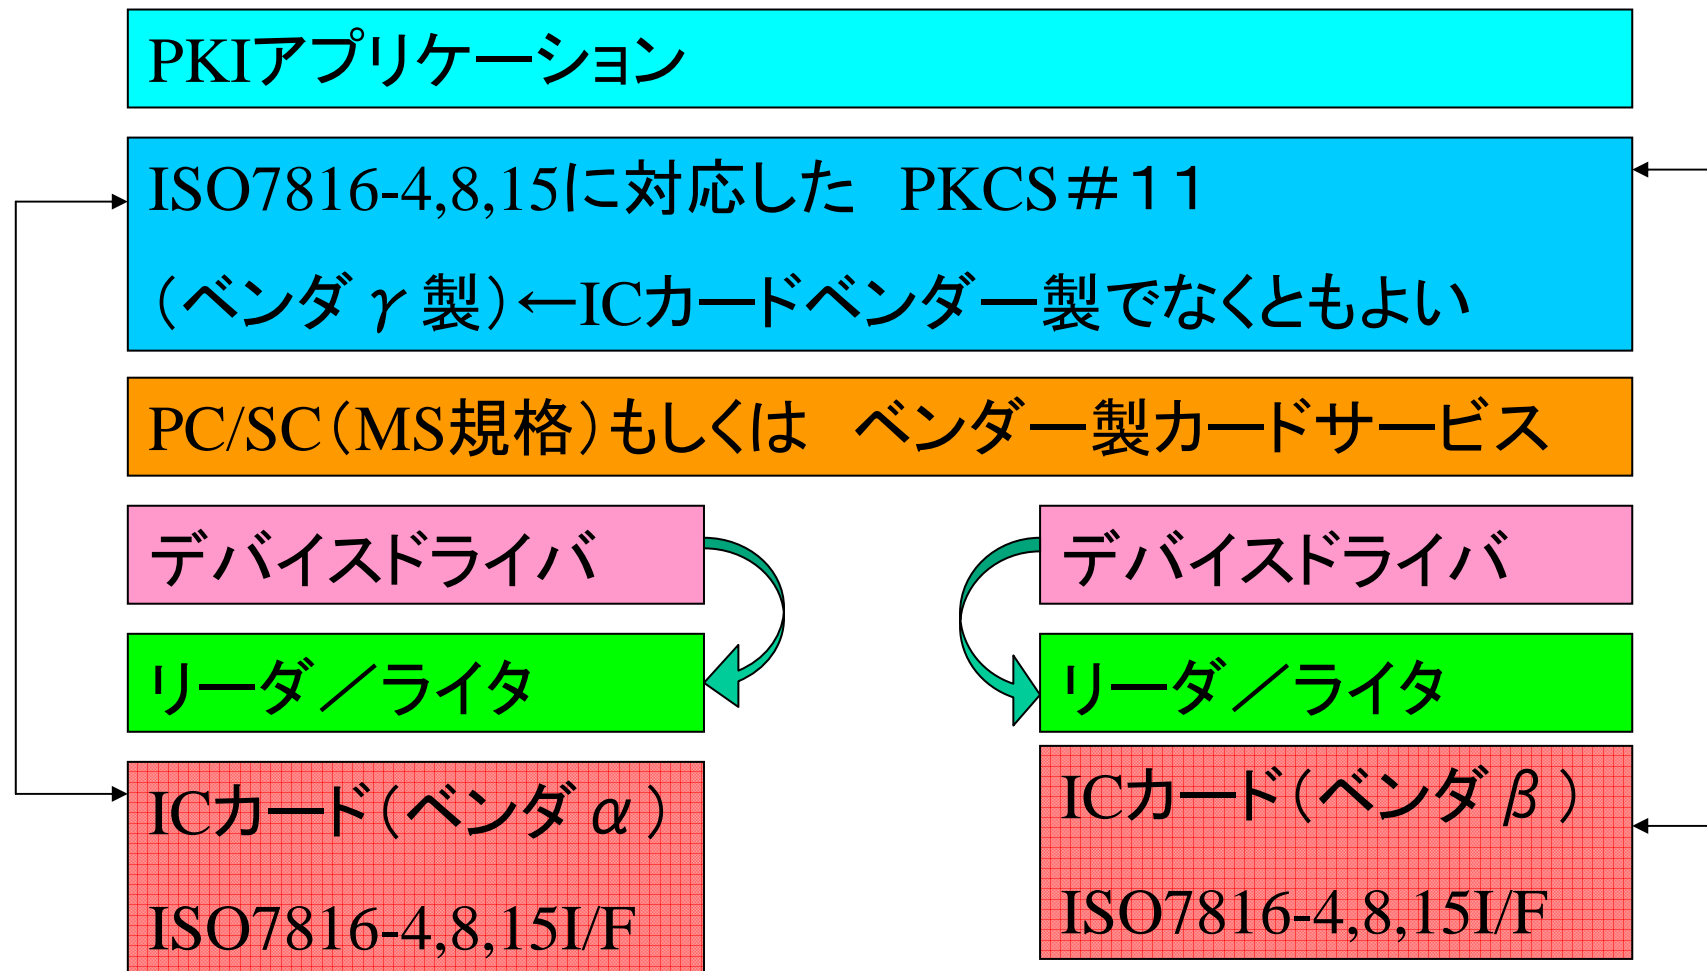 PKIアプリケーション
ISO7816-4,8,15に対応した　PKCS＃１１
（ベンダγ製）←ICカードベンダー製でなくともよい
PC/SC（MS規格）もしくは　ベンダー製カードサービス
デバイスドライバ
デバイスドライバ
リーダ／ライタ
リーダ／ライタ
ICカード（ベンダα）
ISO7816-4,8,15I/F
ICカード（ベンダβ）
ISO7816-4,8,15I/F